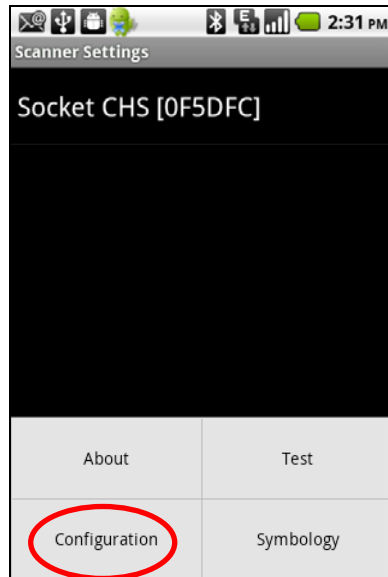 2:31 PM
Scanner Settings
Socket CHS [0F5DFC]
About
Test
Configuration
Symbology